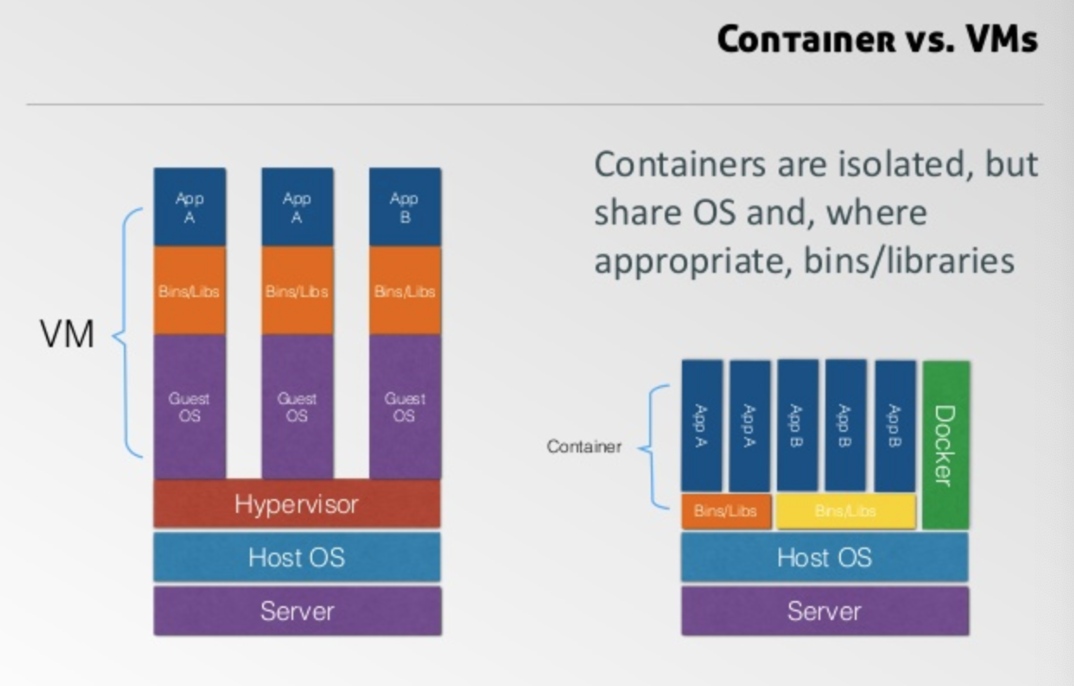 Container vs. VMs
Containers are isolated, but
share OS and, where
appropriate, bins/libraries
VM
App
A
App
A
App
B
Bins/Libs
Bins/Libs
Bins/Libs
Guest
OS
Guest
OS
Guest
OS
Hypervisor
Host OS
Server
Container
App A
App A
App B
App B
App B
Docker
Bins/Libs
Bins/Libs
Host OS
Server